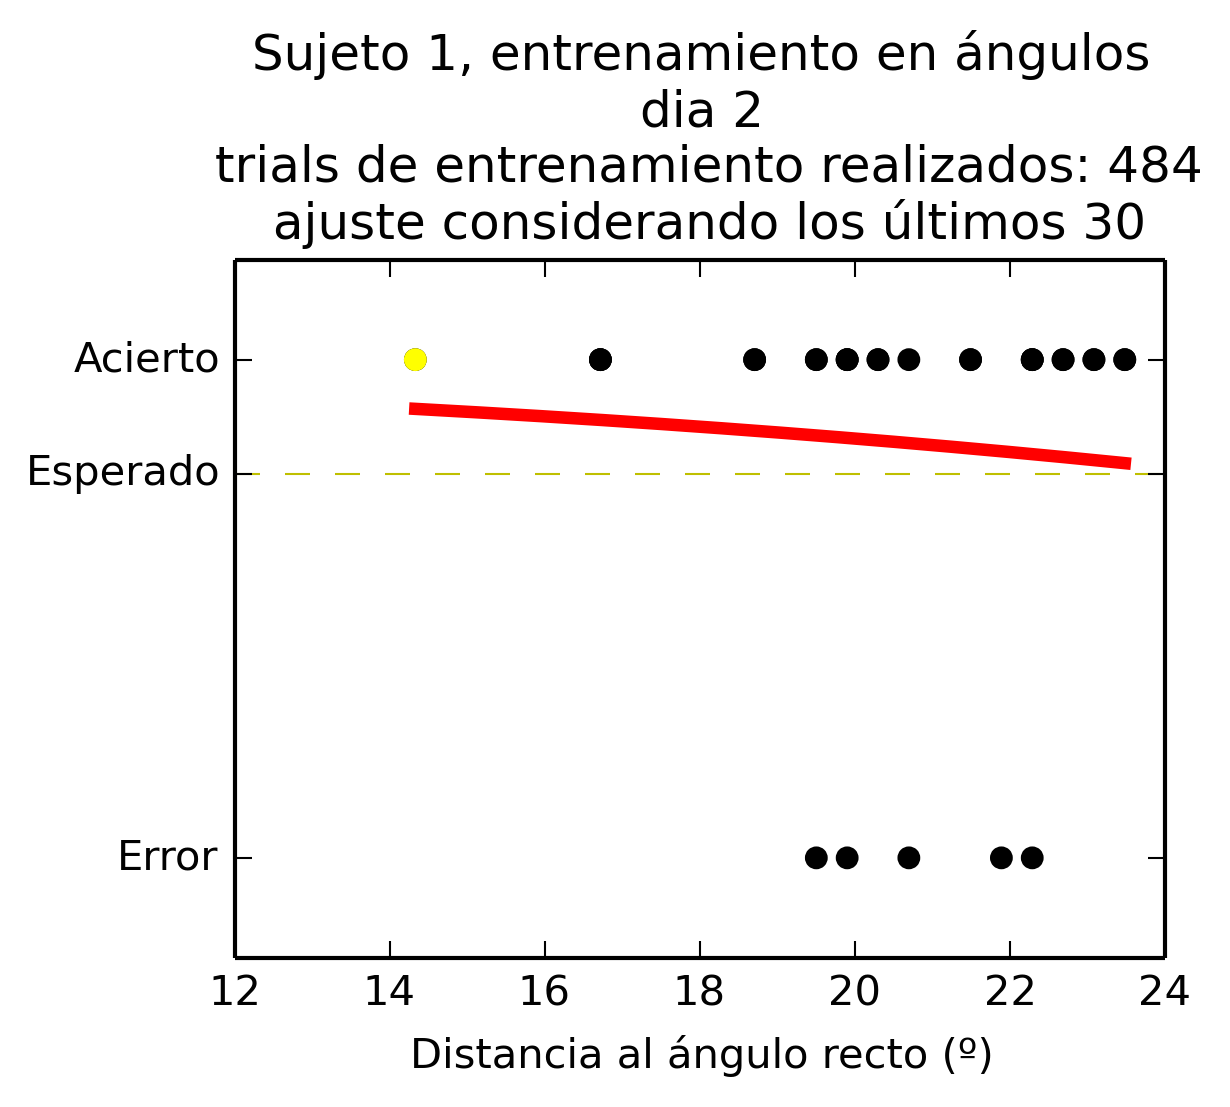 Sujeto 1, entrenamiento en ángulos
dia 2
trials de entrenamiento realizados: 484
ajuste considerando los últimos 30
Acierto
Esperado
Error
12 14 16 18 20 22 24
Distancia al ángulo recto (º)